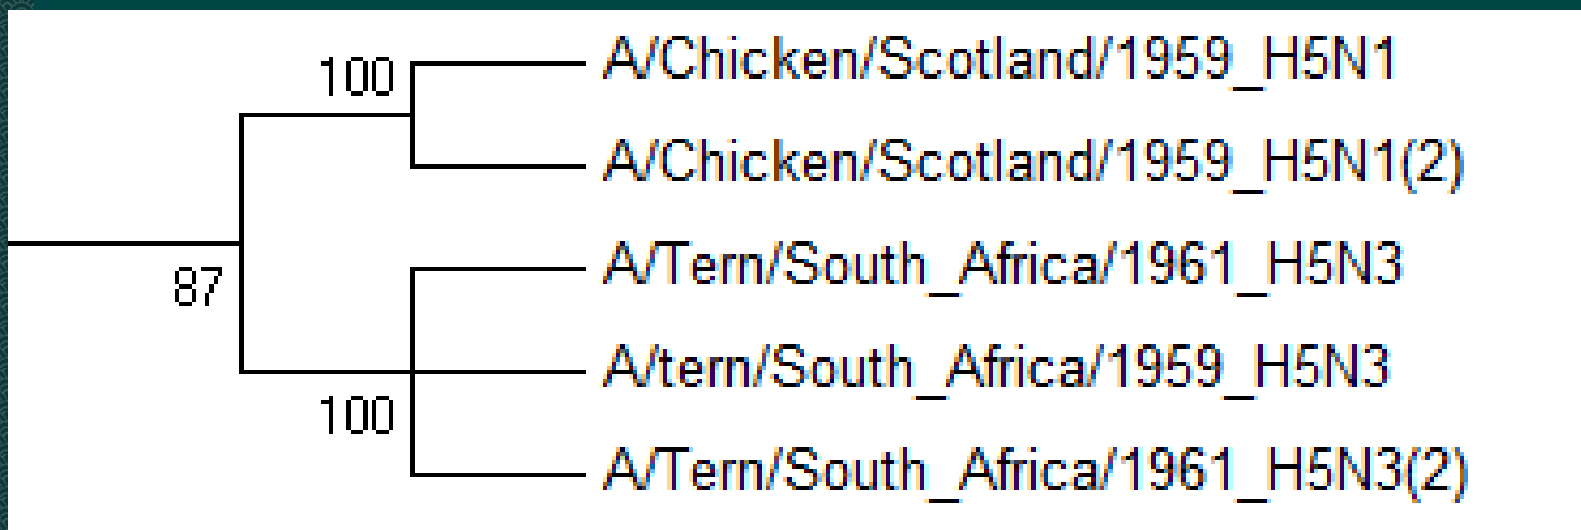 100
A/Chicken/Scotland/1959_H5N1
A/Chicken/Scotland/1959_H5N1(2)
87
A/Tern/South_Africa/1961_H5N3
A/tern/South_Africa/1959_H5N3
100
A/Tern/South_Africa/1961_H5N3(2)